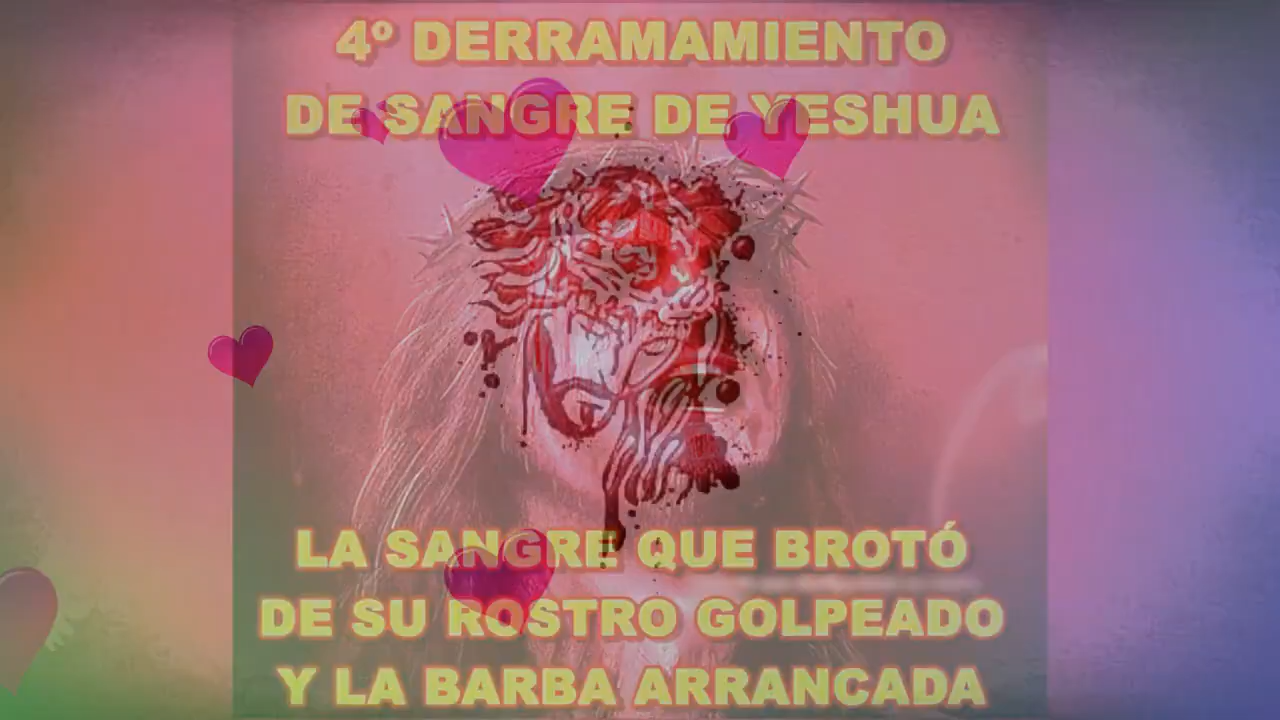 4º DERRAMAMIENTO
DE SANGRE DE YESHUA
LA SANGRE QUE BROTÓ
DE SU ROSTRO GOLPEADO
Y LA BARBA ARRANCADA